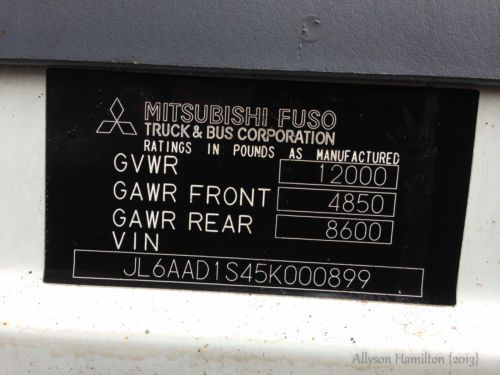 MITSUBISHI FUSO
TRUCK & BUS CORPORATION
RATINGS IN POUNDS AS MANUFACTURED
GVWR 12000
GAWR FRONT 4850
GAWR REAR 8600
VIN
JL6AAD1S45K000899
Allyson Hamilton {2013}